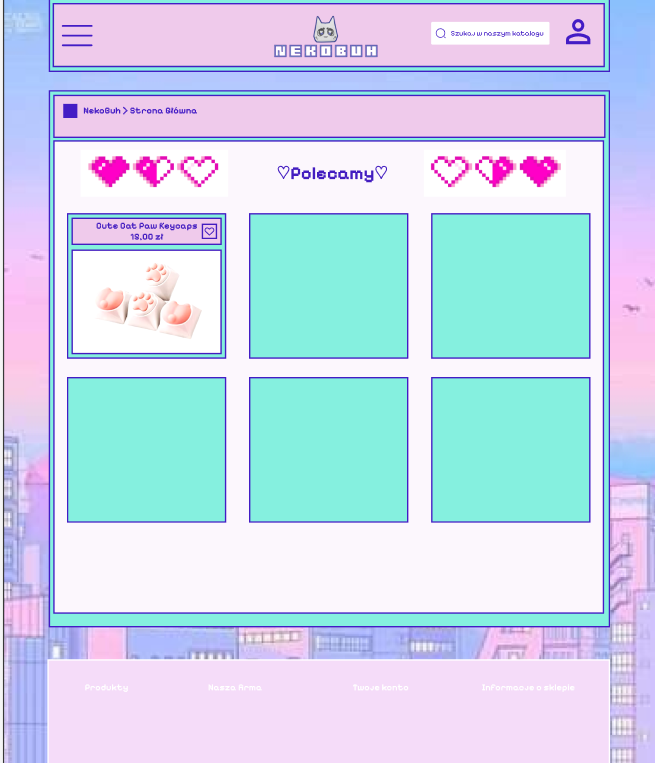 NEKOBUH
Szukaj w naszym katalogu
NekoBuh > Strona Główna
♡Polecamy♡
Cute Cat Paw Keycaps
19,00 zł
Produkty
Nasza firma
Twoje konto
Informacje o sklepie